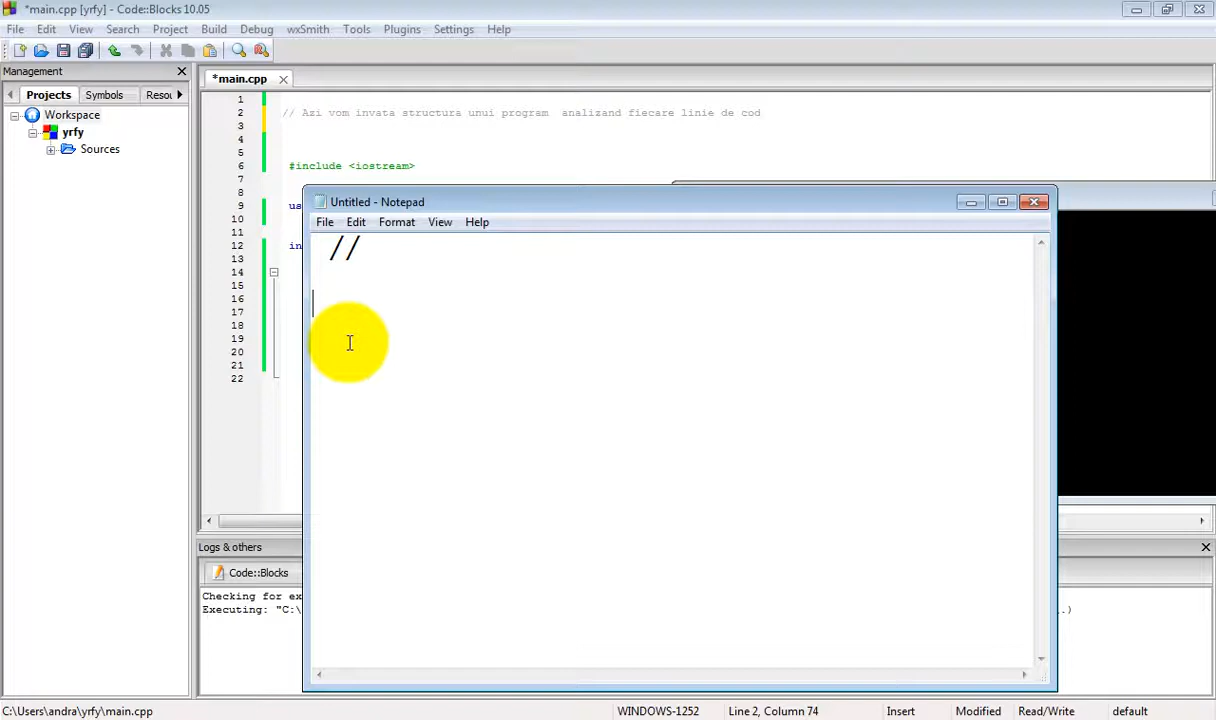 *main.cpp [yrfy] - Code::Blocks 10.05
File Edit View Search Project Build Debug wxSmith Tools Plugins Settings Help
Management
*main.cpp
Projects Symbols Resou
Workspace
yrfy
Sources
1
2 // Azi vom invata structura unui program analizand fiecare linie de cod
3
4
5
6 #include <iostream>
7
8
9 us
10
11
12 in
13
14
15
16
17
18
19
20
21
22
Untitled - Notepad
File Edit Format View Help
//
Logs & others
Code::Blocks
Checking for ex
Executing: "C:\ .)
C:\Users\andra\yrfy\main.cpp WINDOWS-1252 Line 2, Column 74 Insert Modified Read/Write default